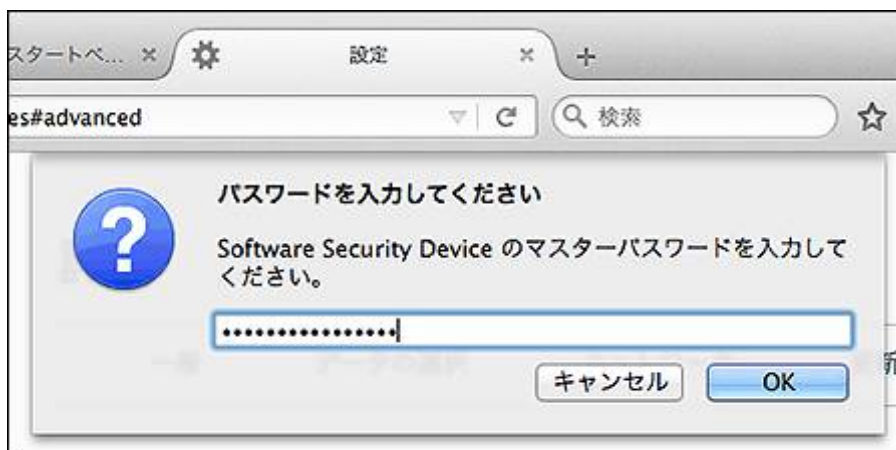 スタートペ...
設定
es#advanced
検索
パスワードを入力してください
Software Security Device のマスターパスワードを入力して
ください。
キャンセル
OK
新